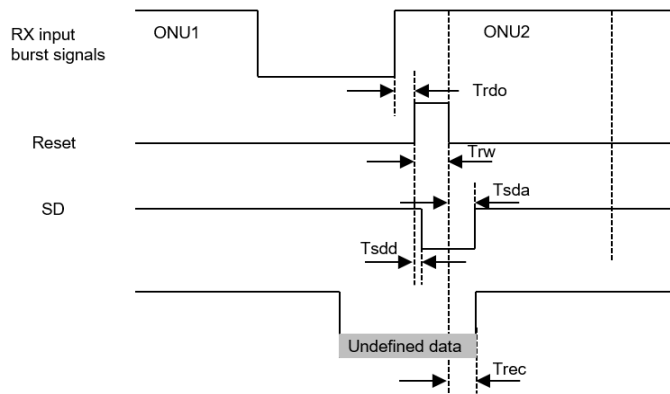 RX input
burst signals
ONU1
ONU2
Trdo
Reset
Trw
Tsda
SD
Tsdd
Undefined data
Trec